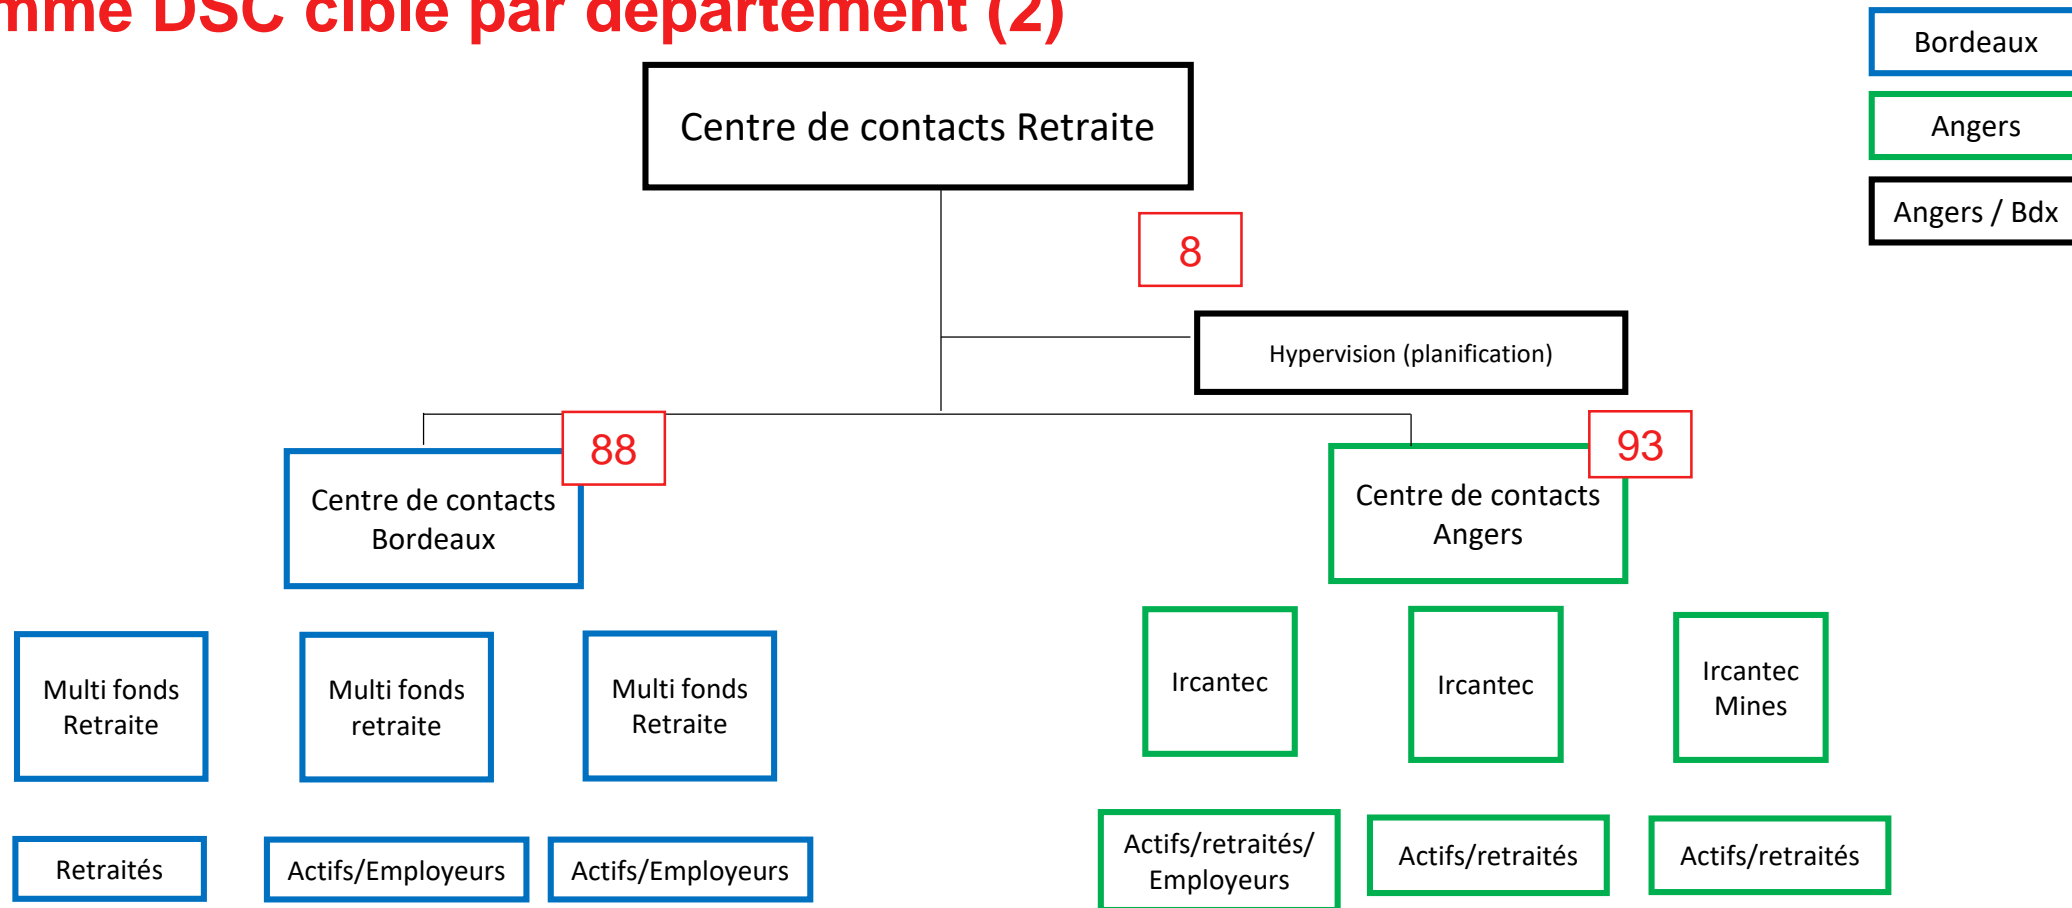 DSC cible par département (2)
Bordeaux
Centre de contacts Retraite
Angers
Angers / Bdx
8
Hypervision (planification)
88
93
Centre de contacts
Bordeaux
Centre de contacts
Angers
Multi fonds
Retraite
Multi fonds
retraite
Multi fonds
Retraite
Ircantec
Ircantec
Ircantec
Mines
Retraités
Actifs/Employeurs
Actifs/Employeurs
Actifs/retraités/
Employeurs
Actifs/retraités
Actifs/retraités